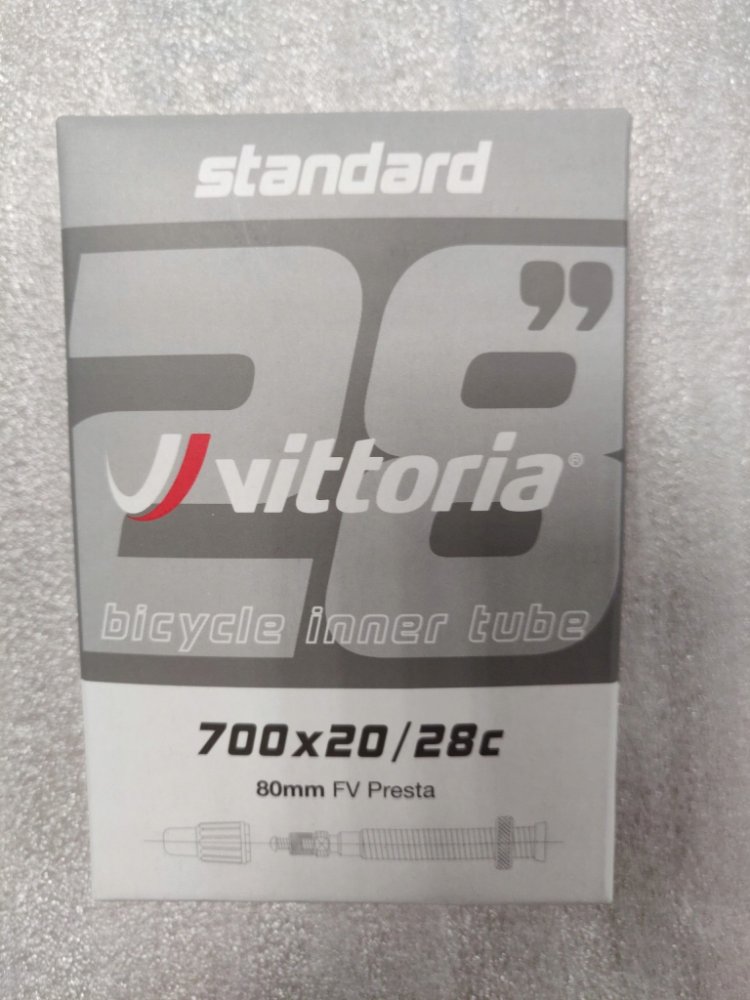 standard
28”
vittoria®
bicycle inner tube
700x20/28c
80mm FV Presta